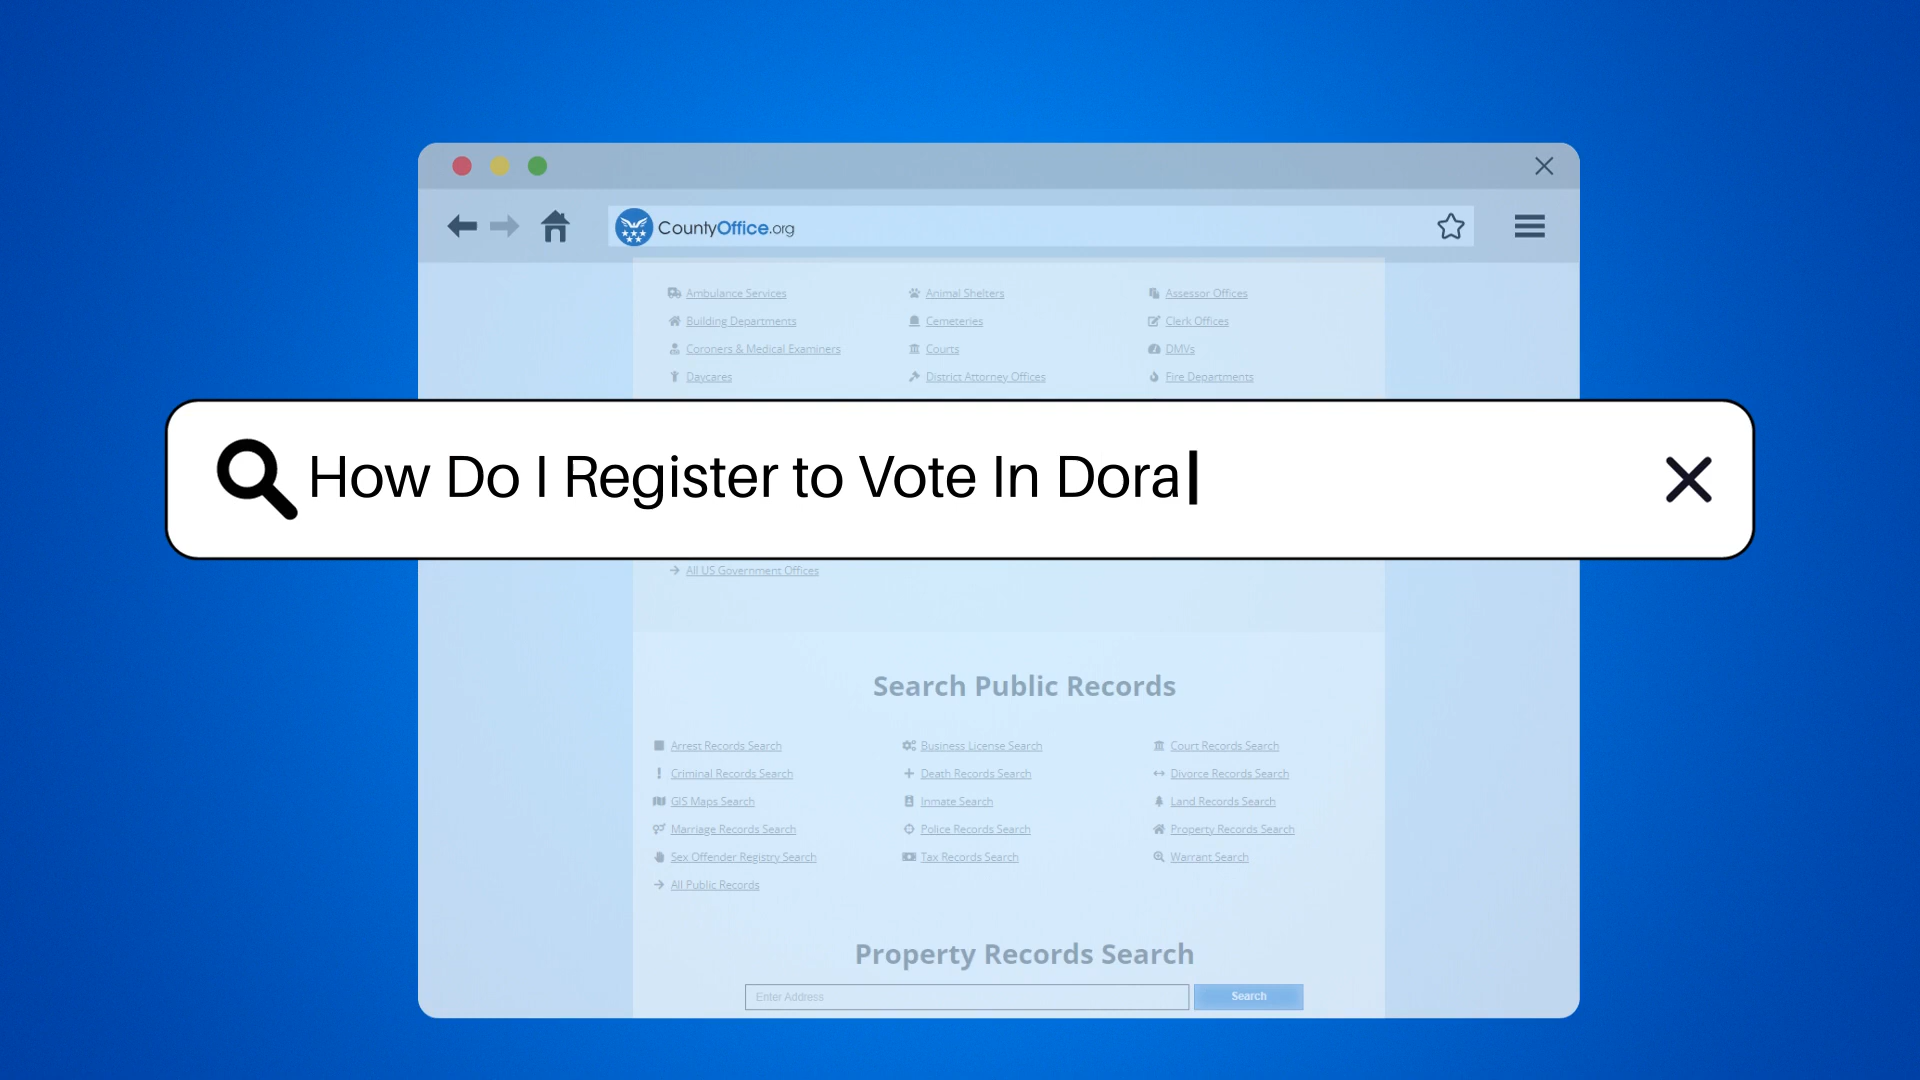 CountyOffice.org
Ambulance Services Animal Shelters Assessor Offices
Building Departments Cemeteries Clerk Offices
Coroners & Medical Examiners Courts DMVs
Daycares District Attorney Offices Fire Departments
How Do I Register to Vote In Dora
All US Government Offices
Search Public Records
Arrest Records Search Business License Search Court Records Search
Criminal Records Search Death Records Search Divorce Records Search
GIS Maps Search Inmate Search Land Records Search
Marriage Records Search Police Records Search Property Records Search
Sex Offender Registry Search Tax Records Search Warrant Search
All Public Records
Property Records Search
Enter Address Search